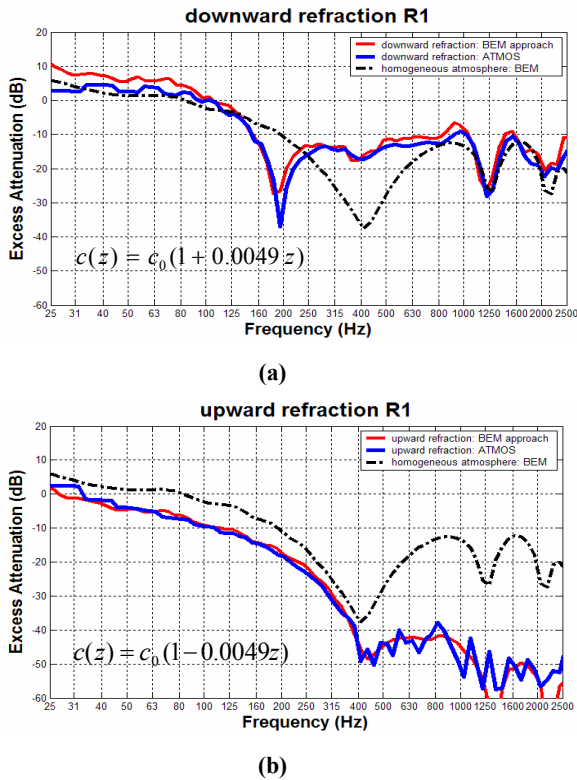 downward refraction R1
Excess Attenuation (dB)
20
10
0
-10
-20
-30
-40
-50
-60
downward refraction: BEM approach
downward refraction: ATMOS
homogeneous atmosphere: BEM
c(z) = c₀(1 + 0.0049 z)
25 31 40 50 63 80 100 125 160 200 250 315 400 500 630 800 1000 1250 1600 2000 2500
Frequency (Hz)
(a)
upward refraction R1
Excess Attenuation (dB)
20
10
0
-10
-20
-30
-40
-50
-60
upward refraction: BEM approach
upward refraction: ATMOS
homogeneous atmosphere: BEM
c(z) = c₀(1−0.0049z)
25 31 40 50 63 80 100 125 160 200 250 315 400 500 630 800 1000 1250 1600 2000 2500
Frequency (Hz)
(b)